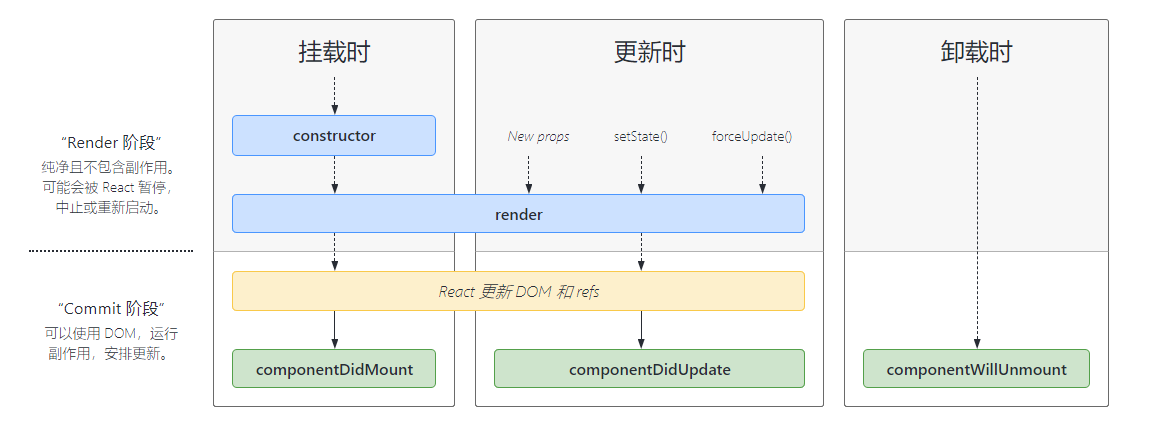 挂载时
更新时
卸载时
“Render 阶段”
纯净且不包含副作用。
可能会被 React 暂停，
中止或重新启动。
constructor
New props
setState()
forceUpdate()
render
“Commit 阶段”
可以使用 DOM，运行
副作用，安排更新。
React 更新 DOM 和 refs
componentDidMount
componentDidUpdate
componentWillUnmount